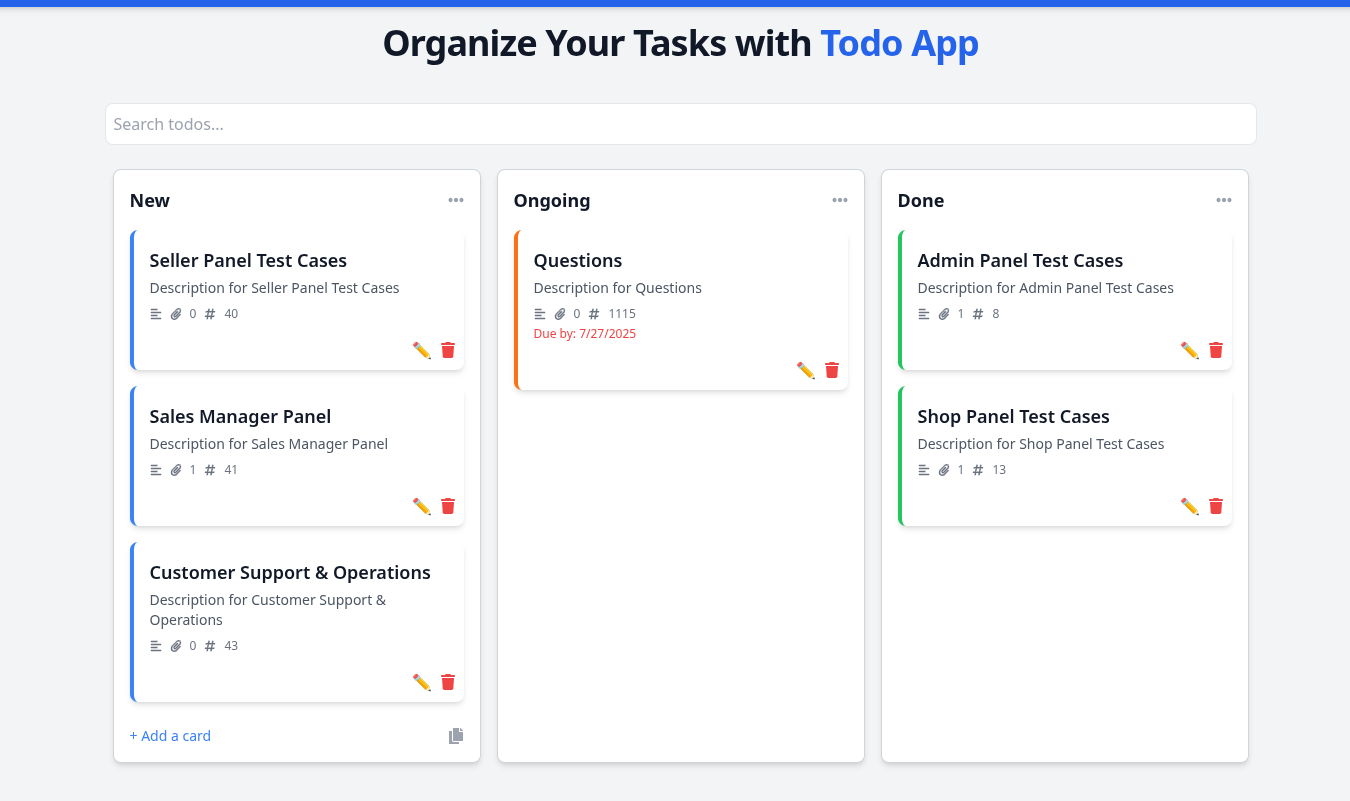 Organize Your Tasks with Todo App
Search todos...
New
Seller Panel Test Cases
Description for Seller Panel Test Cases
0 # 40
Sales Manager Panel
Description for Sales Manager Panel
1 # 41
Customer Support & Operations
Description for Customer Support &
Operations
0 # 43
+ Add a card
Ongoing
Questions
Description for Questions
0 # 1115
Due by: 7/27/2025
Done
Admin Panel Test Cases
Description for Admin Panel Test Cases
1 # 8
Shop Panel Test Cases
Description for Shop Panel Test Cases
1 # 13